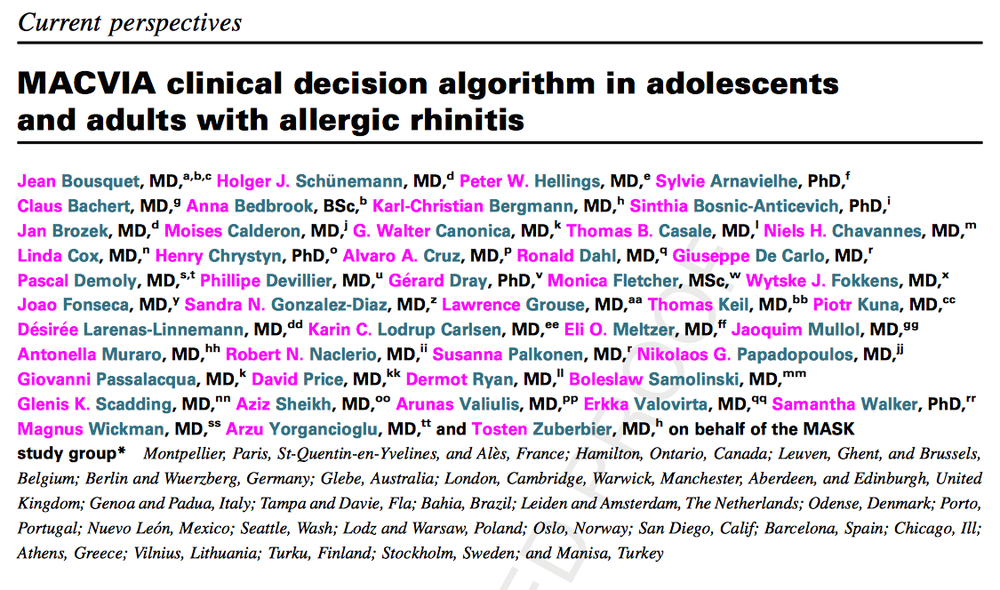 Current perspectives
MACVIA clinical decision algorithm in adolescents
and adults with allergic rhinitis
Jean Bousquet, MD,a,b,c Holger J. Schünemann, MD,d Peter W. Hellings, MD,e Sylvie Arnavielhe, PhD,f
Claus Bachert, MD,g Anna Bedbrook, BSc,b Karl-Christian Bergmann, MD,h Sinthia Bosnic-Anticevich, PhD,i
Jan Brozek, MD,d Moises Calderon, MD,j G. Walter Canonica, MD,k Thomas B. Casale, MD,l Niels H. Chavannes, MD,m
Linda Cox, MD,n Henry Chrystyn, PhD,o Alvaro A. Cruz, MD,p Ronald Dahl, MD,q Giuseppe De Carlo, MD,r
Pascal Demoly, MD,s,t Phillipe Devillier, MD,u Gérard Dray, PhD,v Monica Fletcher, MSc,w Wytske J. Fokkens, MD,x
Joao Fonseca, MD,y Sandra N. Gonzalez-Diaz, MD,z Lawrence Grouse, MD,aa Thomas Keil, MD,bb Piotr Kuna, MD,cc
Désirée Larenas-Linnemann, MD,dd Karin C. Lodrup Carlsen, MD,ee Eli O. Meltzer, MD,ff Jaoquim Mullol, MD,gg
Antonella Muraro, MD,hh Robert N. Naclerio, MD,ii Susanna Palkonen, MD,r Nikolaos G. Papadopoulos, MD,jj
Giovanni Passalacqua, MD,k David Price, MD,kk Dermot Ryan, MD,ll Boleslaw Samolinski, MD,mm
Glenis K. Scadding, MD,nn Aziz Sheikh, MD,oo Arunas Valiulis, MD,pp Erkka Valovirta, MD,qq Samantha Walker, PhD,rr
Magnus Wickman, MD,ss Arzu Yorgancioglu, MD,tt and Tosten Zuberbier, MD,h on behalf of the MASK
study group* Montpellier, Paris, St-Quentin-en-Yvelines, and Alès, France; Hamilton, Ontario, Canada; Leuven, Ghent, and Brussels,
Belgium; Berlin and Wuerzberg, Germany; Glebe, Australia; London, Cambridge, Warwick, Manchester, Aberdeen, and Edinburgh, United
Kingdom; Genoa and Padua, Italy; Tampa and Davie, Fla; Bahia, Brazil; Leiden and Amsterdam, The Netherlands; Odense, Denmark; Porto,
Portugal; Nuevo León, Mexico; Seattle, Wash; Lodz and Warsaw, Poland; Oslo, Norway; San Diego, Calif; Barcelona, Spain; Chicago, Ill;
Athens, Greece; Vilnius, Lithuania; Turku, Finland; Stockholm, Sweden; and Manisa, Turkey
ED PROOF